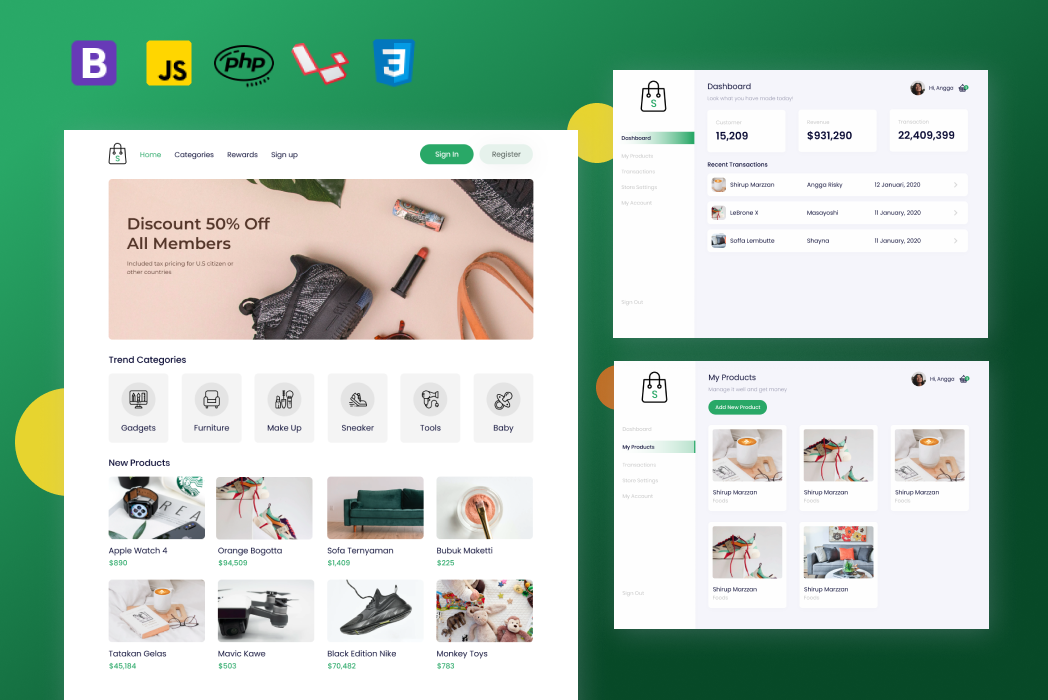 B
JS
php
3
S
Home
Categories
Rewards
Sign up
Sign In
Register
Discount 50% Off
All Members
Included tax pricing for U.S citizen or
other countries
Trend Categories
Gadgets
Furniture
Make Up
Sneaker
Tools
Baby
New Products
Apple Watch 4
$890
Orange Bogotta
$94,509
Sofa Ternyaman
$1,409
Bubuk Maketti
$225
Tatakan Gelas
$45,184
Mavic Kawe
$503
Black Edition Nike
$70,482
Monkey Toys
$783
S
Dashboard
My Products
Transactions
Store Settings
My Account
Sign Out
Dashboard
Look what you have made today!
Hi, Angga
Customer
15,209
Revenue
$931,290
Transaction
22,409,399
Recent Transactions
Shirup Marzzan
Angga Risky
12 Januari, 2020
LeBrone X
Masayoshi
11 January, 2020
Soffa Lembutte
Shayna
11 January, 2020
S
Dashboard
My Products
Transactions
Store Settings
My Account
Sign Out
My Products
Manage it well and get money
Hi, Angga
Add New Product
Shirup Marzzan
Foods
Shirup Marzzan
Foods
Shirup Marzzan
Foods
Shirup Marzzan
Foods
Shirup Marzzan
Foods